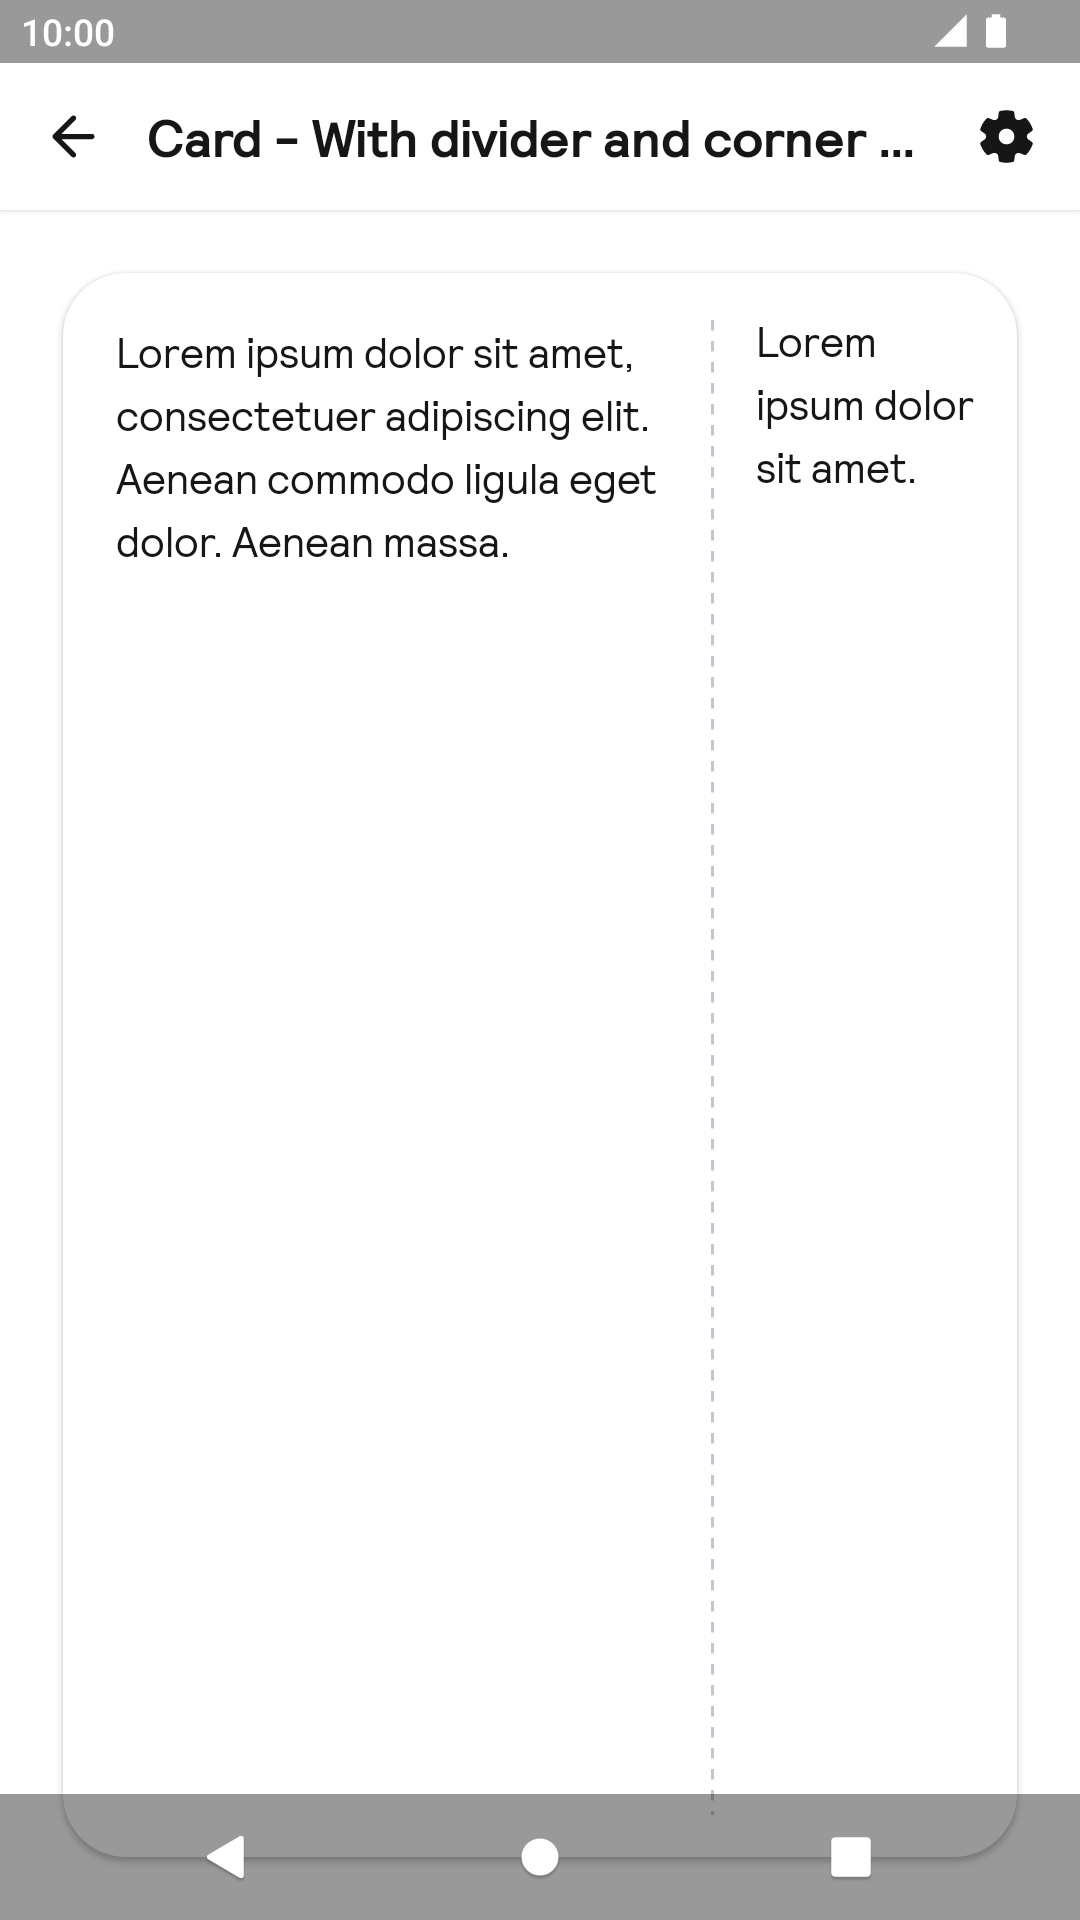 10:00
Card - With divider and corner ...
Lorem ipsum dolor sit amet,
consectetuer adipiscing elit.
Aenean commodo ligula eget
dolor. Aenean massa.
Lorem
ipsum dolor
sit amet.